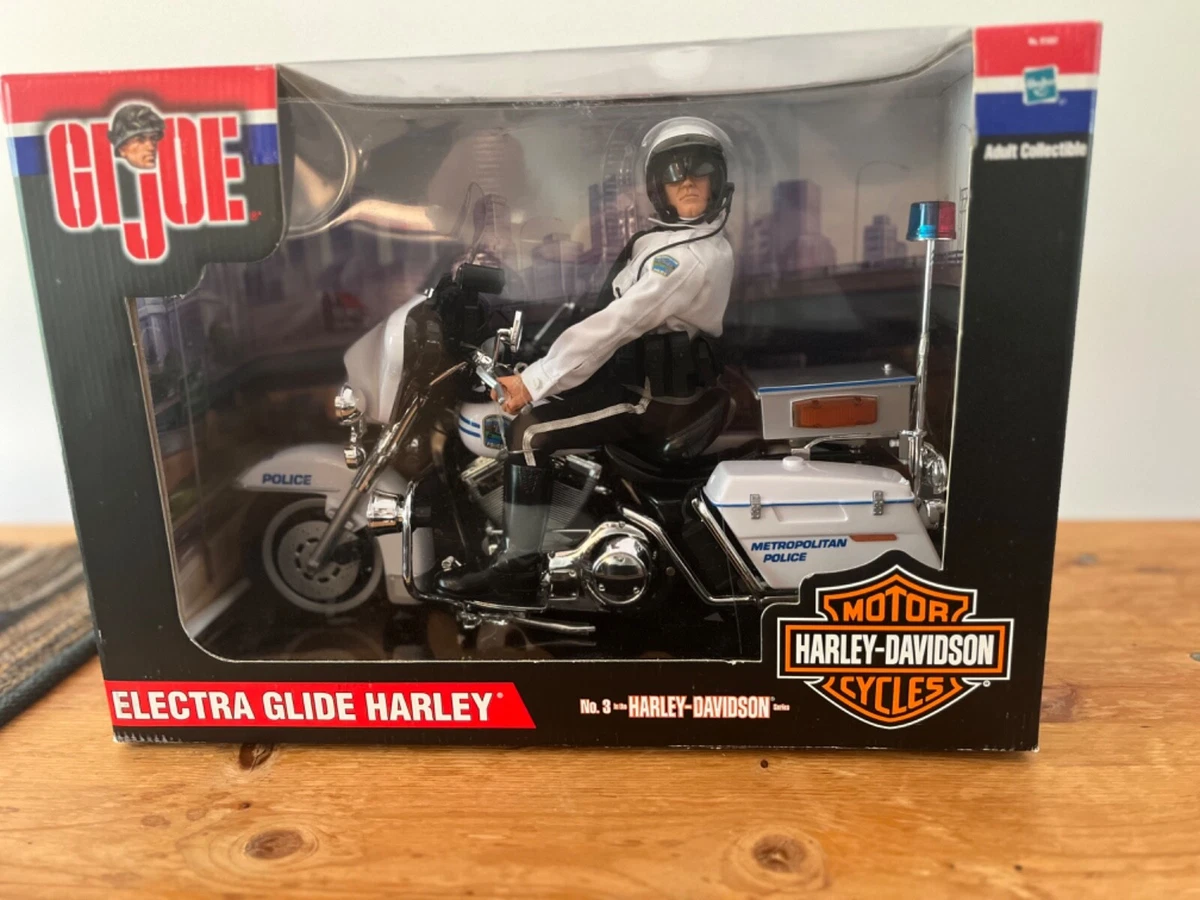 GI JOE
Hasbro
Adult Collectible
POLICE
METROPOLITAN
POLICE
MOTOR
HARLEY-DAVIDSON
CYCLES
ELECTRA GLIDE HARLEY
No. 3 in the HARLEY-DAVIDSON Series